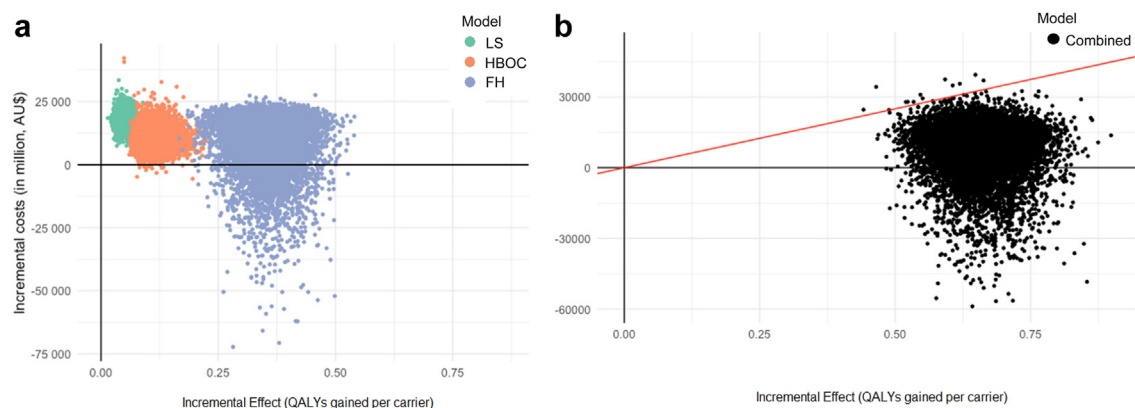 a
Model
LS
HBOC
FH
Incremental costs (in million, AU$)
25 000
0
-25 000
-50 000
-75 000
0.00 0.25 0.50 0.75
Incremental Effect (QALYs gained per carrier)
b
Model
Combined
30000
0
-30000
-60000
0.00 0.25 0.50 0.75
Incremental Effect (QALYs gained per carrier)